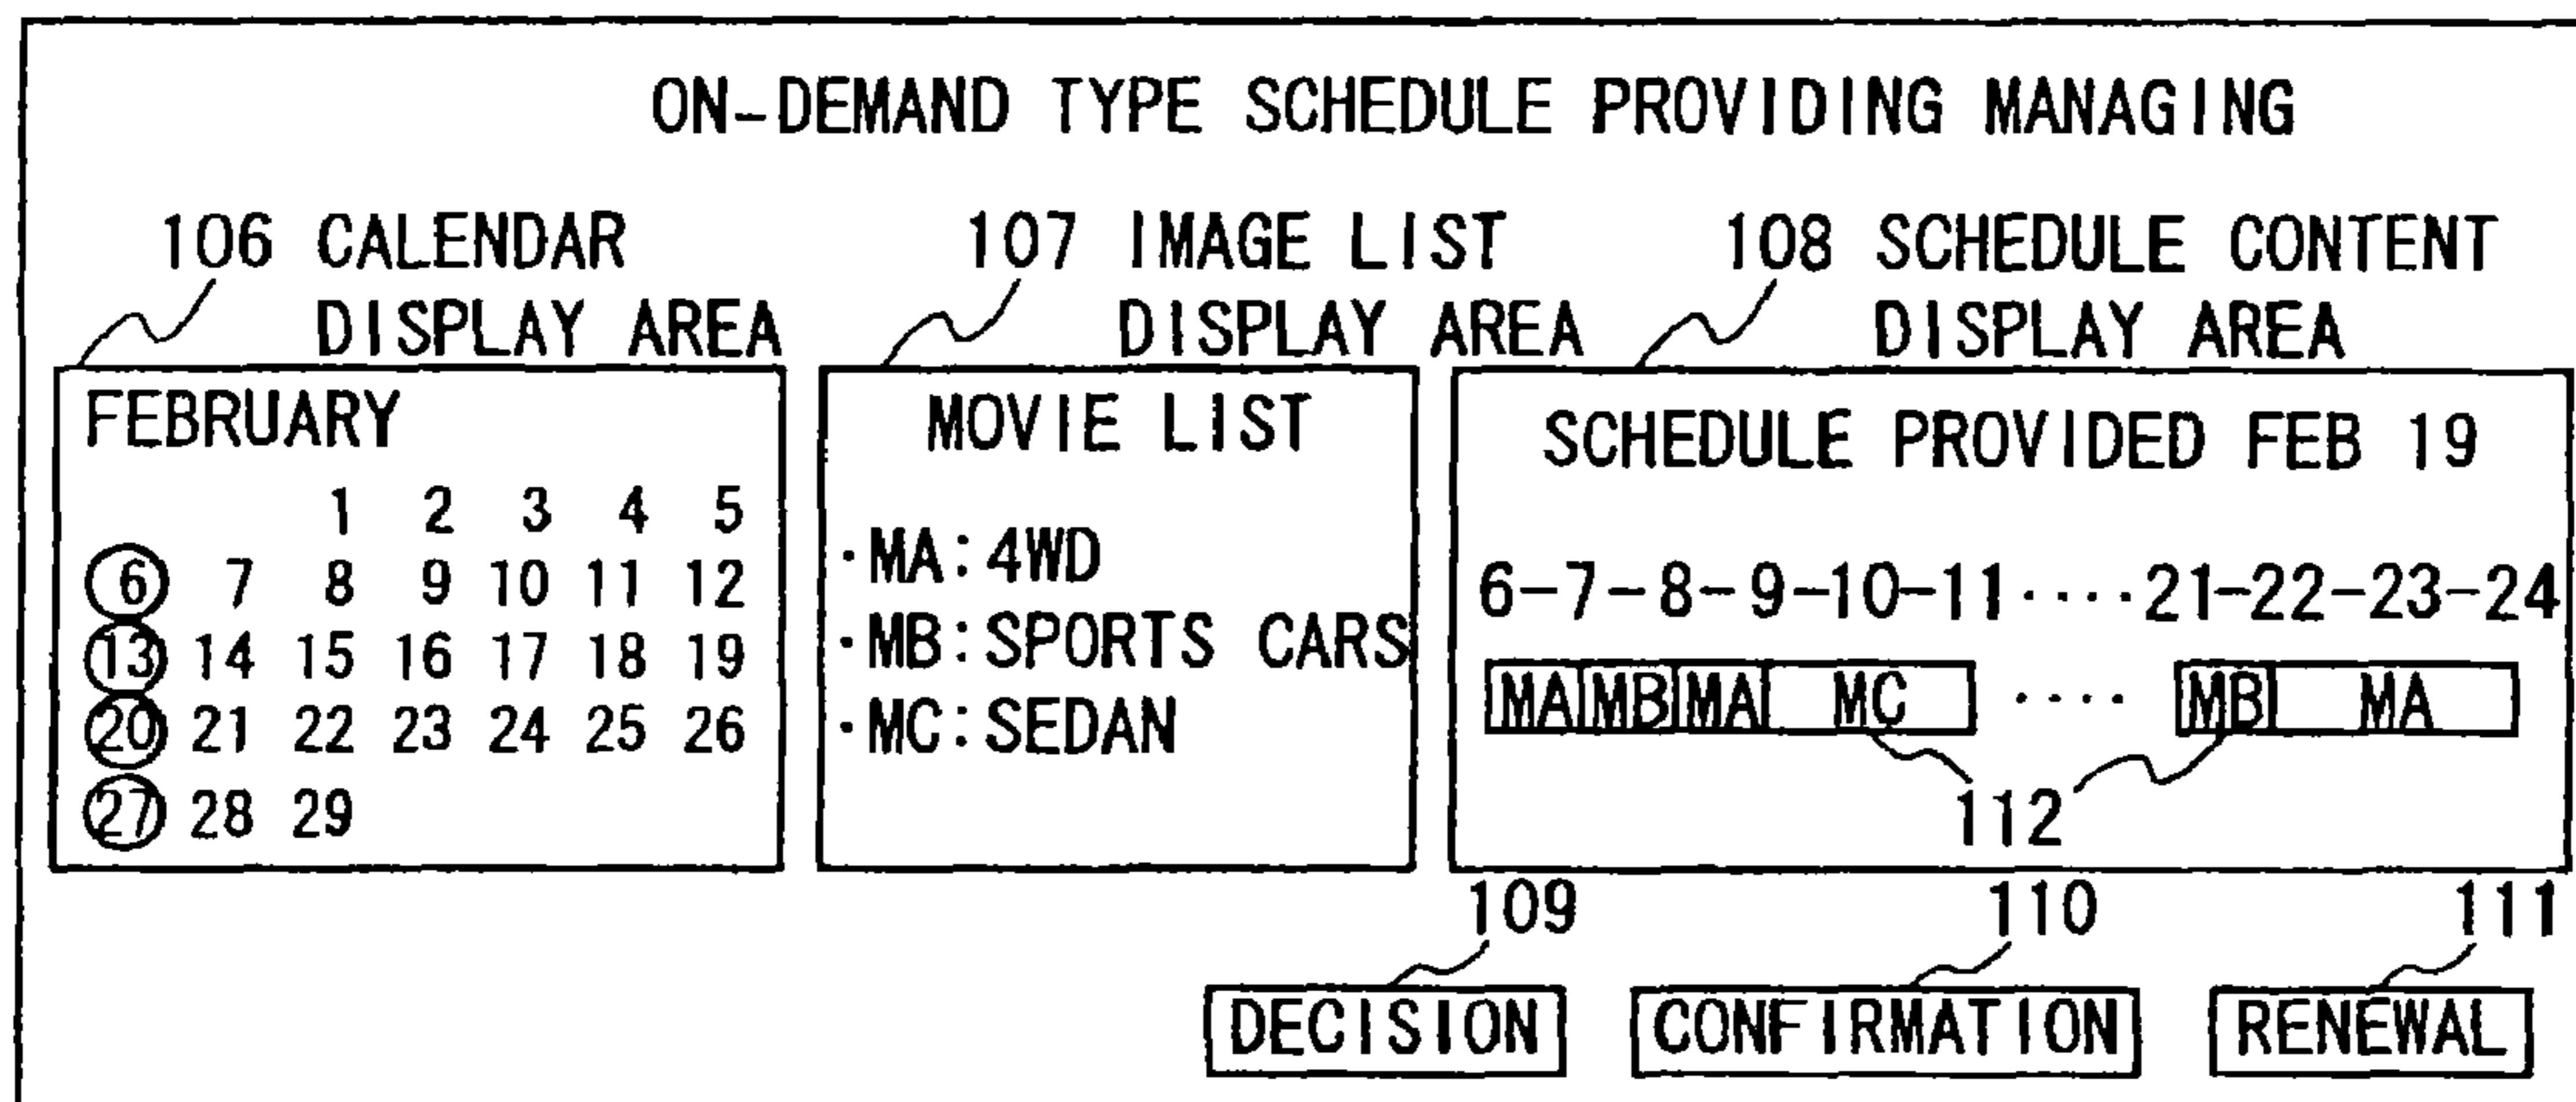 ON-DEMAND TYPE SCHEDULE PROVIDING MANAGING
106 CALENDAR
DISPLAY AREA
107 IMAGE LIST
DISPLAY AREA
108 SCHEDULE CONTENT
DISPLAY AREA
FEBRUARY
1 2 3 4 5
6 7 8 9 10 11 12
13 14 15 16 17 18 19
20 21 22 23 24 25 26
27 28 29
MOVIE LIST
·MA:4WD
·MB:SPORTS CARS
·MC:SEDAN
SCHEDULE PROVIDED FEB 19
6-7-8-9-10-11····21-22-23-24
MA MB MA MC ···· MB MA
112
109 110 111
DECISION CONFIRMATION RENEWAL